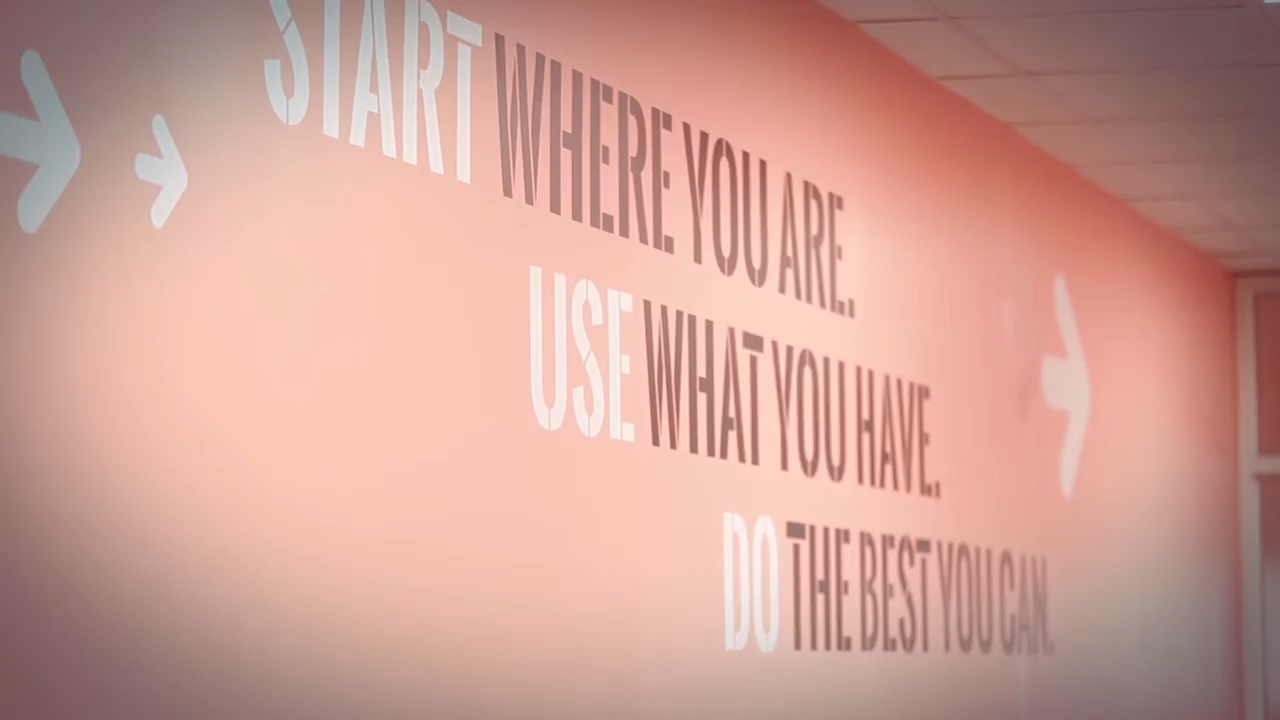 START WHERE YOU ARE.
USE WHAT YOU HAVE.
DO THE BEST YOU CAN.